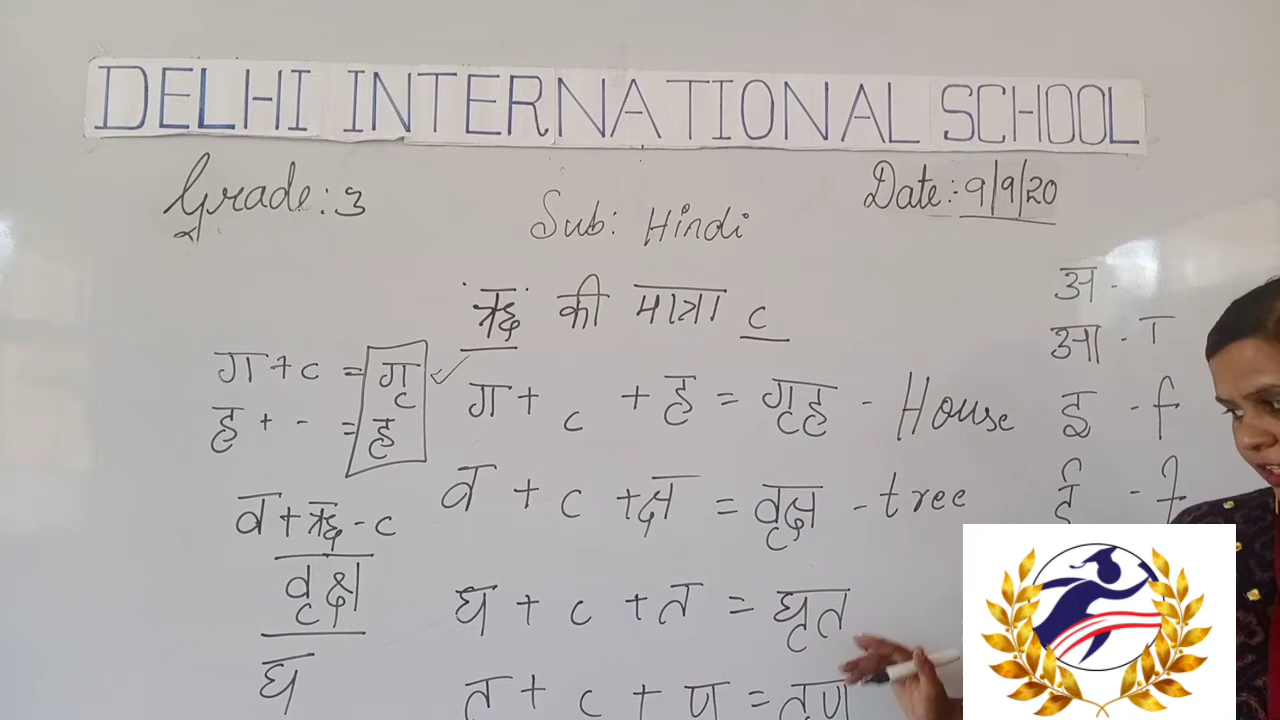 DELHI INTERNATIONAL SCHOOL
Grade: 3
Sub: Hindi
Date:- 9/9/20
ऋ की मात्रा ृ
ग + ृ = गृ
ह + - = ह
ग + ृ + ह = गृह - House
व + ृ + क्ष = वृक्ष - tree
व + ऋ - ृ
वृक्ष
घ + ृ + त = घृत
घ
त + ृ + ण = तृण
अ -
आ - ा
इ - ि
ई - ी